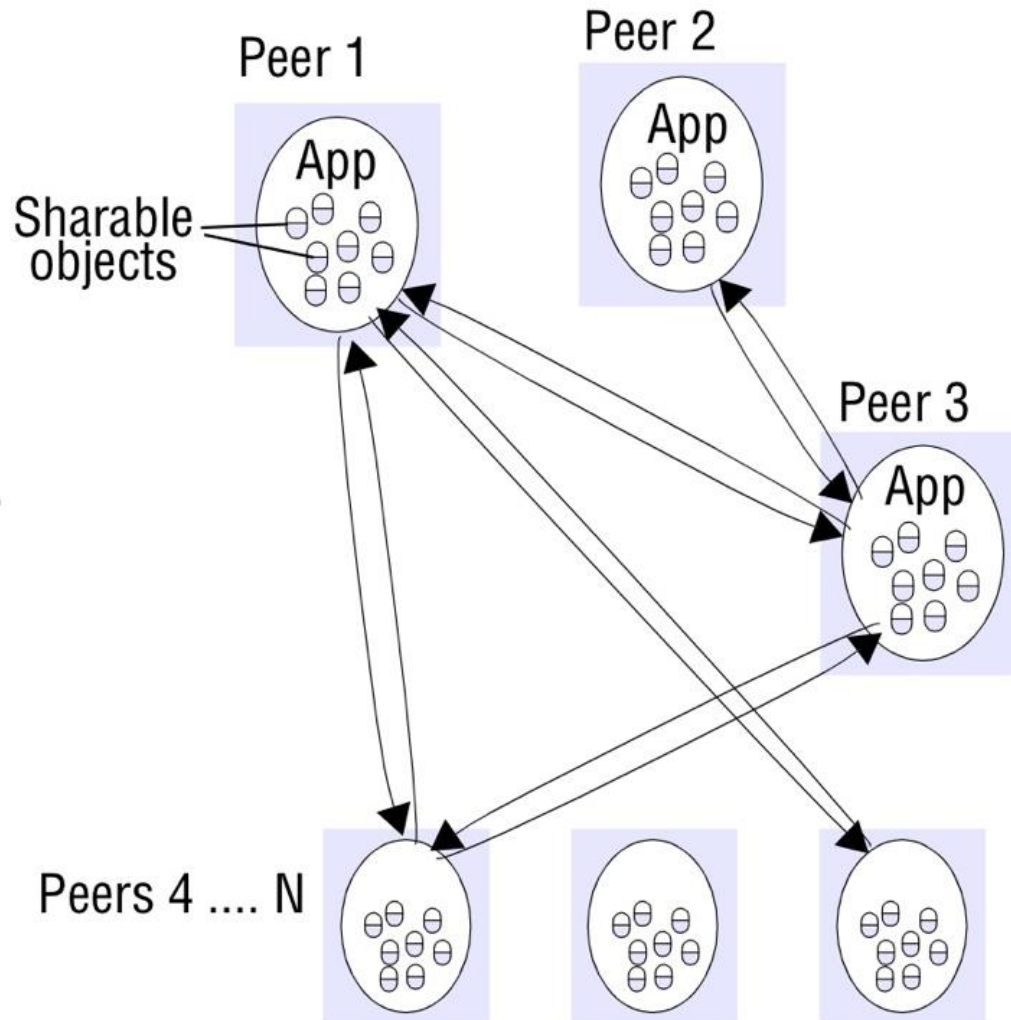 Peer 1
Peer 2
App
App
Sharable
objects
Peer 3
App
Peers 4 .... N